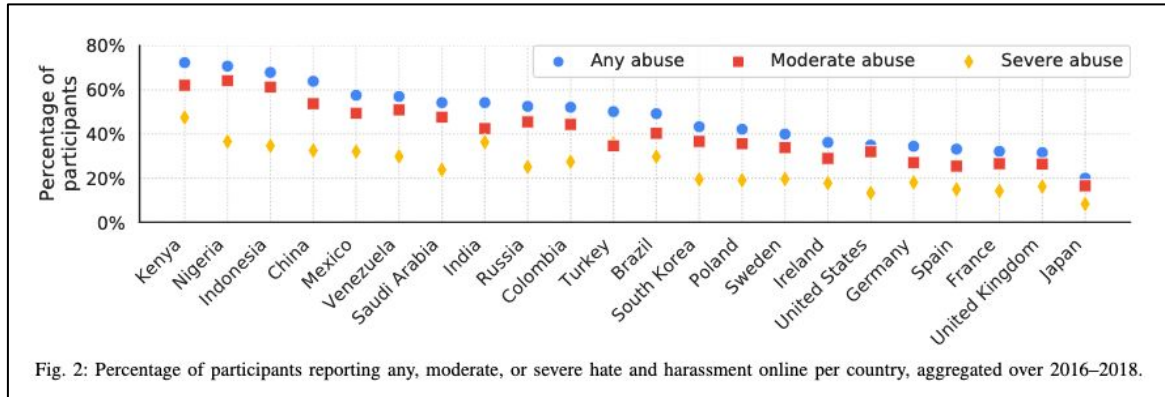 80%
60%
40%
20%
0%
Percentage of
participants
Any abuse
Moderate abuse
Severe abuse
Kenya
Nigeria
Indonesia
China
Mexico
Venezuela
Saudi Arabia
India
Russia
Colombia
Turkey
Brazil
South Korea
Poland
Sweden
Ireland
United States
Germany
Spain
France
United Kingdom
Japan
Fig. 2: Percentage of participants reporting any, moderate, or severe hate and harassment online per country, aggregated over 2016–2018.